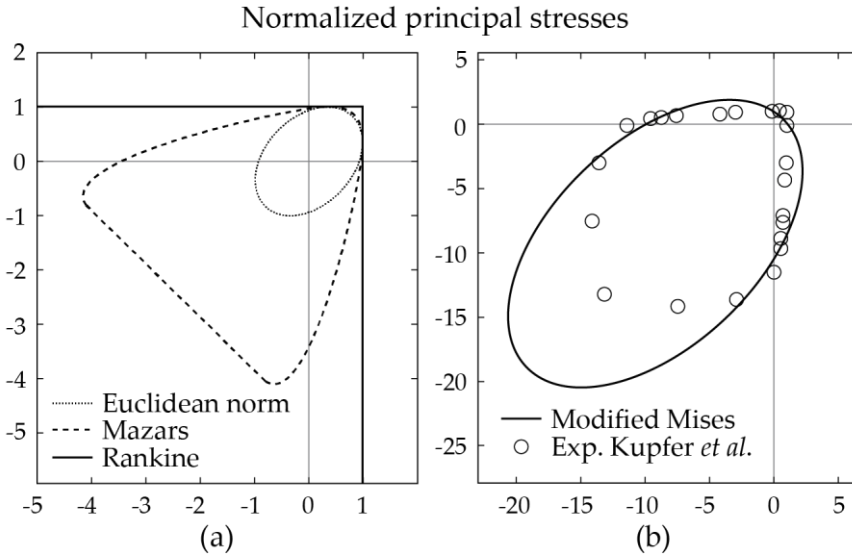 Normalized principal stresses
2
1
0
-1
-2
-3
-4
-5
Euclidean norm
Mazars
Rankine
-5 -4 -3 -2 -1 0 1
(a)
5
0
-5
-10
-15
-20
-25
Modified Mises
Exp. Kupfer et al.
-20 -15 -10 -5 0 5
(b)